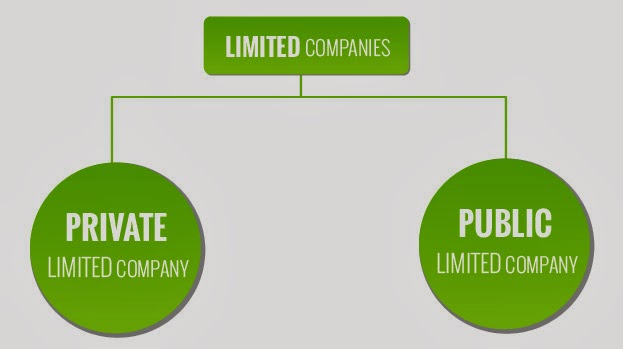 LIMITED COMPANIES
PRIVATE
LIMITED COMPANY
PUBLIC
LIMITED COMPANY